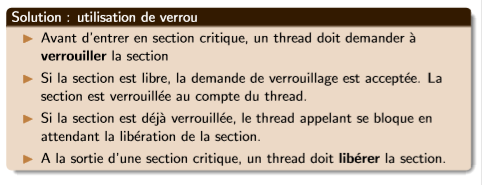 Solution : utilisation de verrou
▶ Avant d'entrer en section critique, un thread doit demander à
verrouiller la section
▶ Si la section est libre, la demande de verrouillage est acceptée. La
section est verrouillée au compte du thread.
▶ Si la section est déjà verrouillée, le thread appelant se bloque en
attendant la libération de la section.
▶ A la sortie d'une section critique, un thread doit libérer la section.